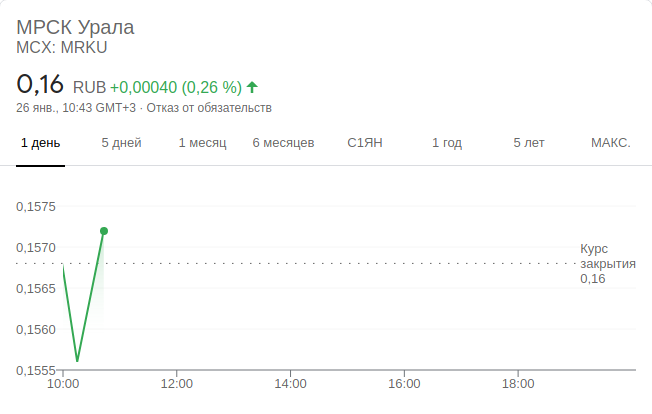 МРСК Урала
MCX: MRKU
0,16 RUB +0,00040 (0,26 %)
26 янв., 10:43 GMT+3 · Отказ от обязательств
1 день 5 дней 1 месяц 6 месяцев С1ЯН 1 год 5 лет МАКС.
0,1575
0,1570
0,1565
0,1560
0,1555
Курс
закрытия
0,16
10:00 12:00 14:00 16:00 18:00